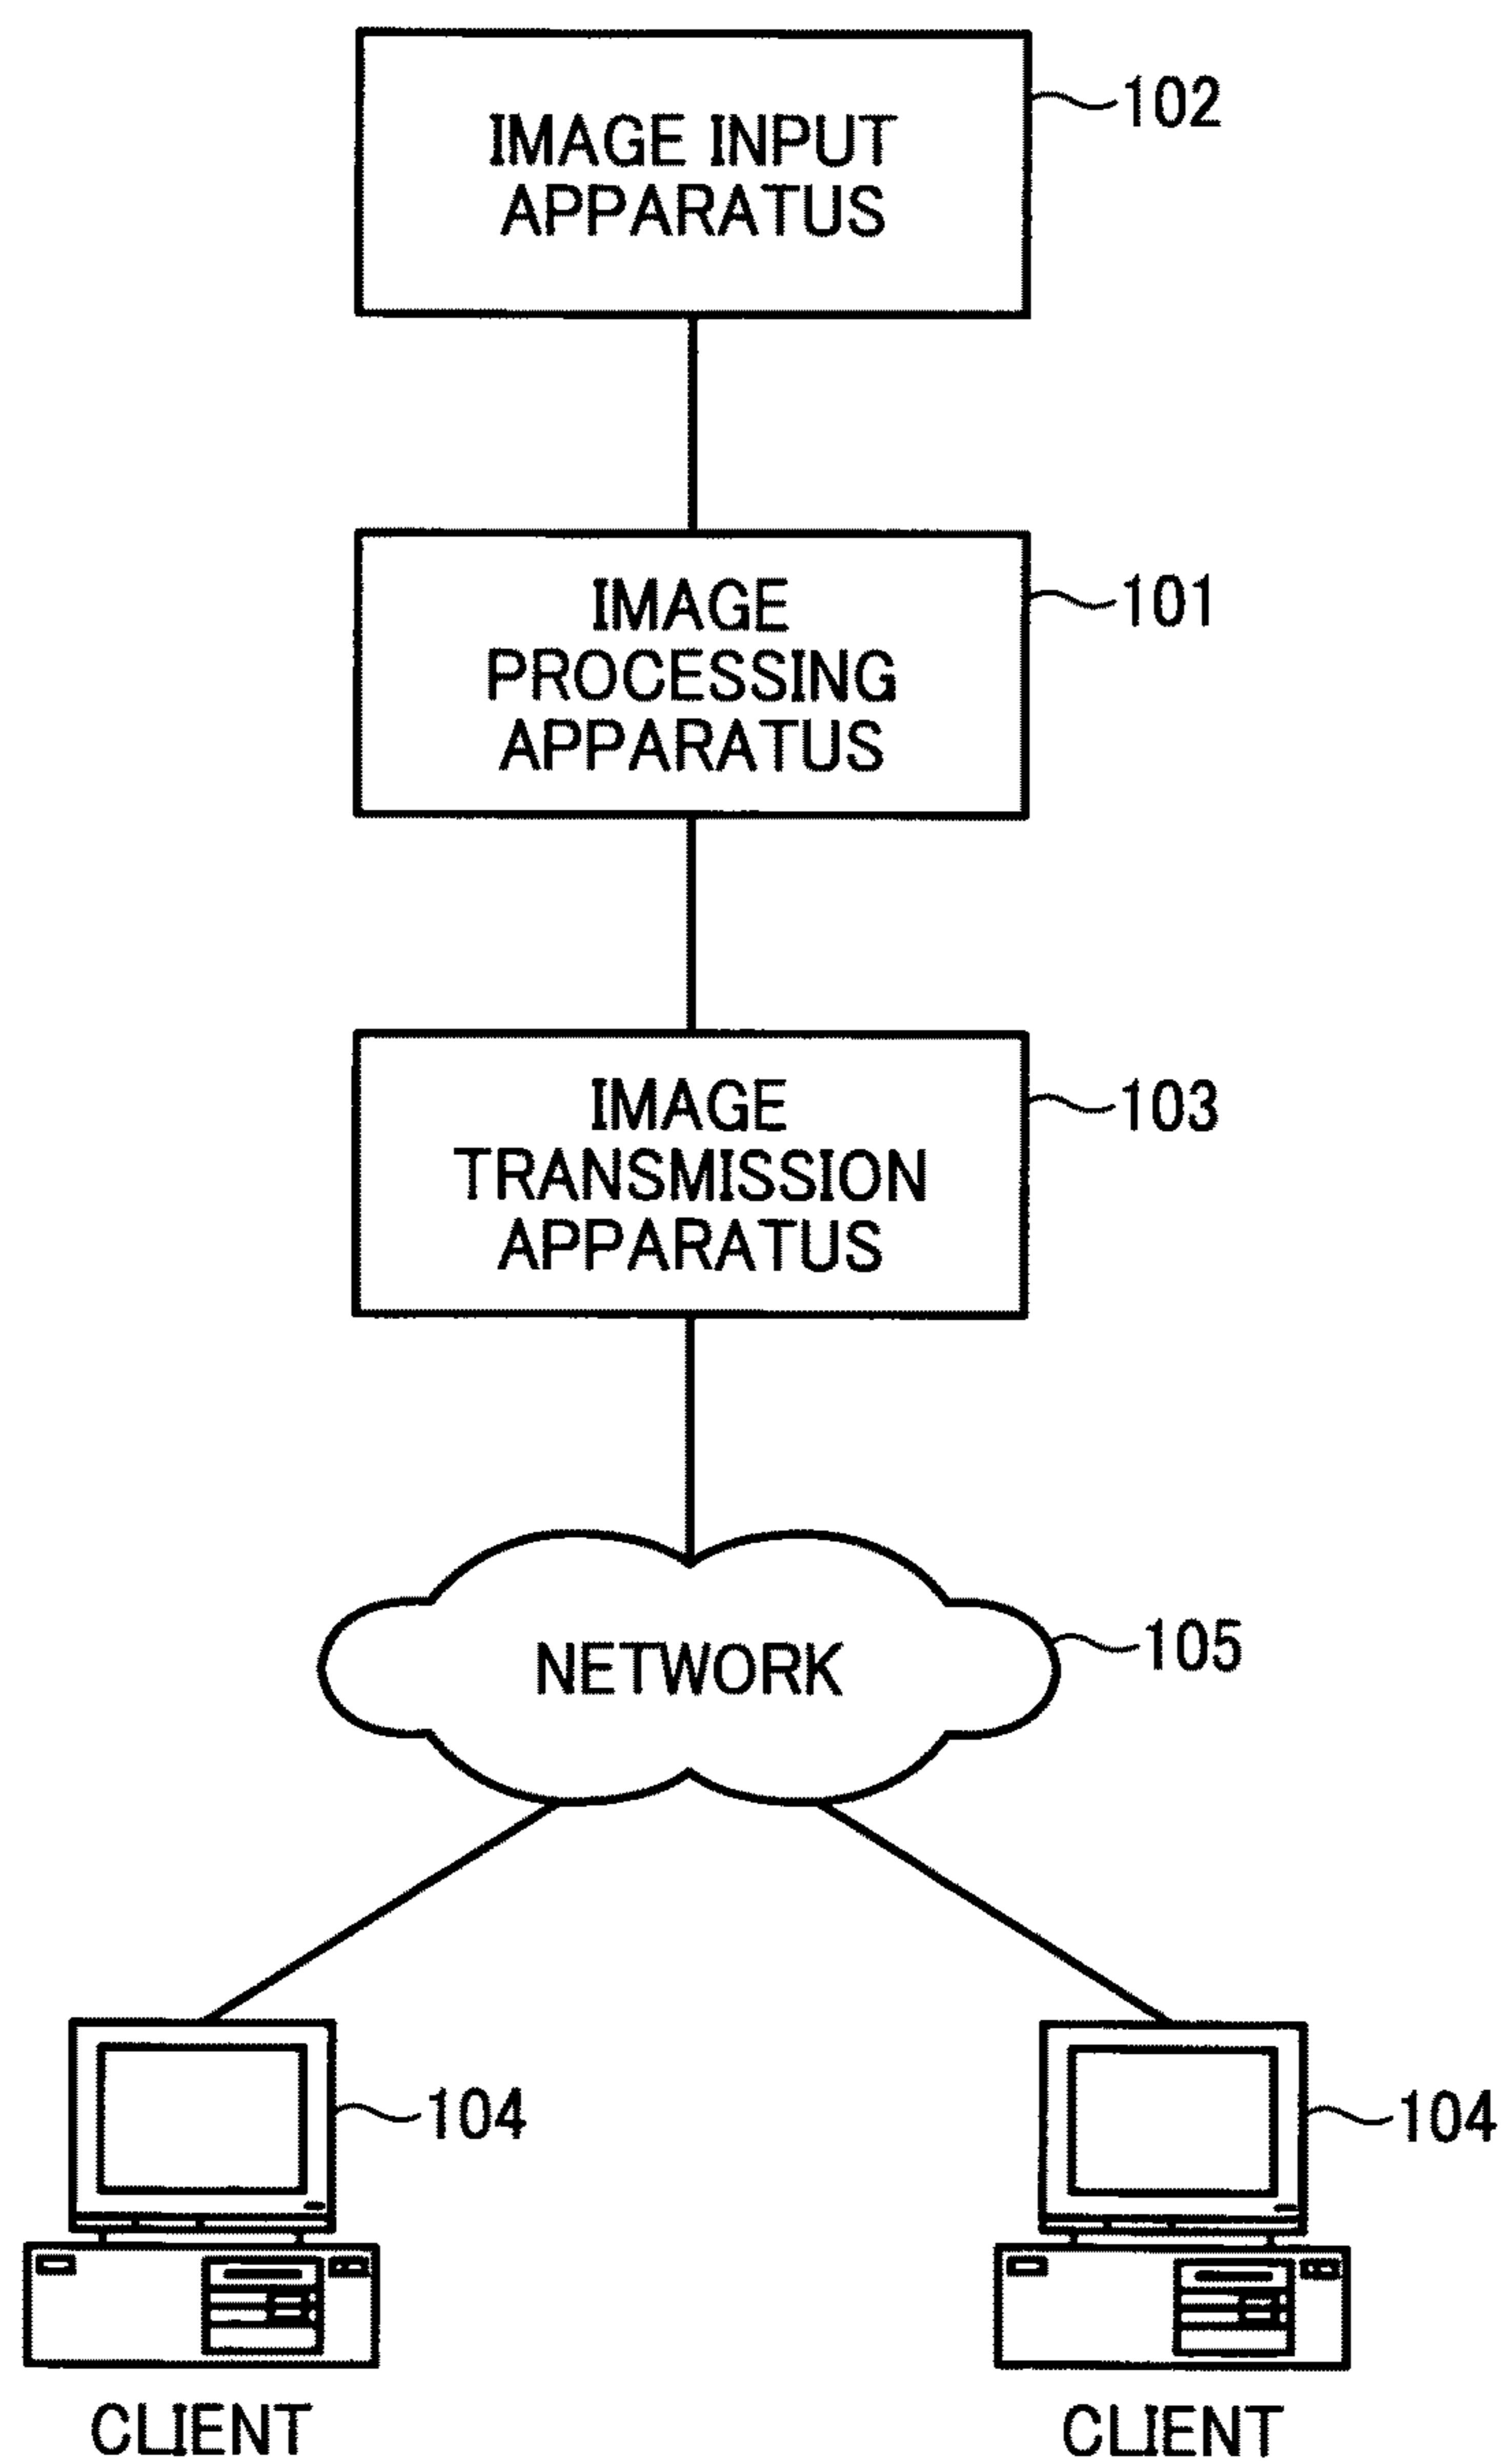 IMAGE INPUT
APPARATUS
102
IMAGE
PROCESSING
APPARATUS
101
IMAGE
TRANSMISSION
APPARATUS
103
NETWORK
105
104
104
CLIENT
CLIENT